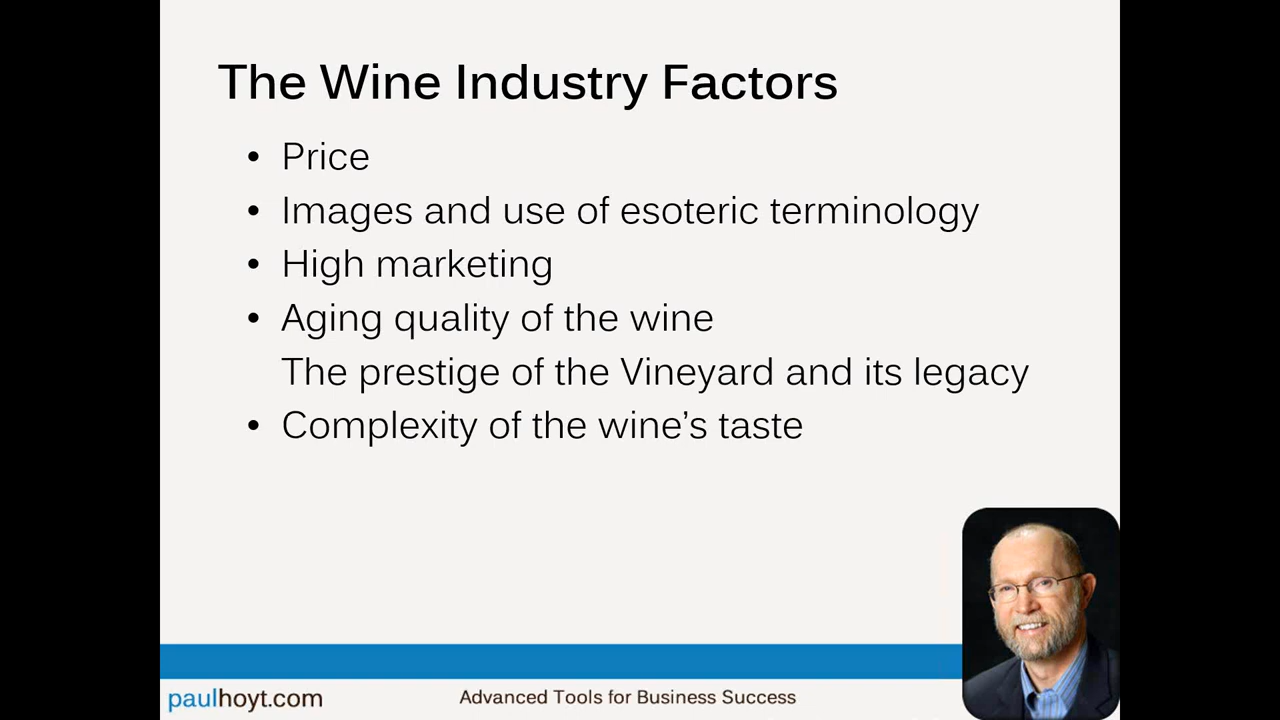 The Wine Industry Factors
• Price
• Images and use of esoteric terminology
• High marketing
• Aging quality of the wine
The prestige of the Vineyard and its legacy
• Complexity of the wine’s taste
paulhoyt.com
Advanced Tools for Business Success